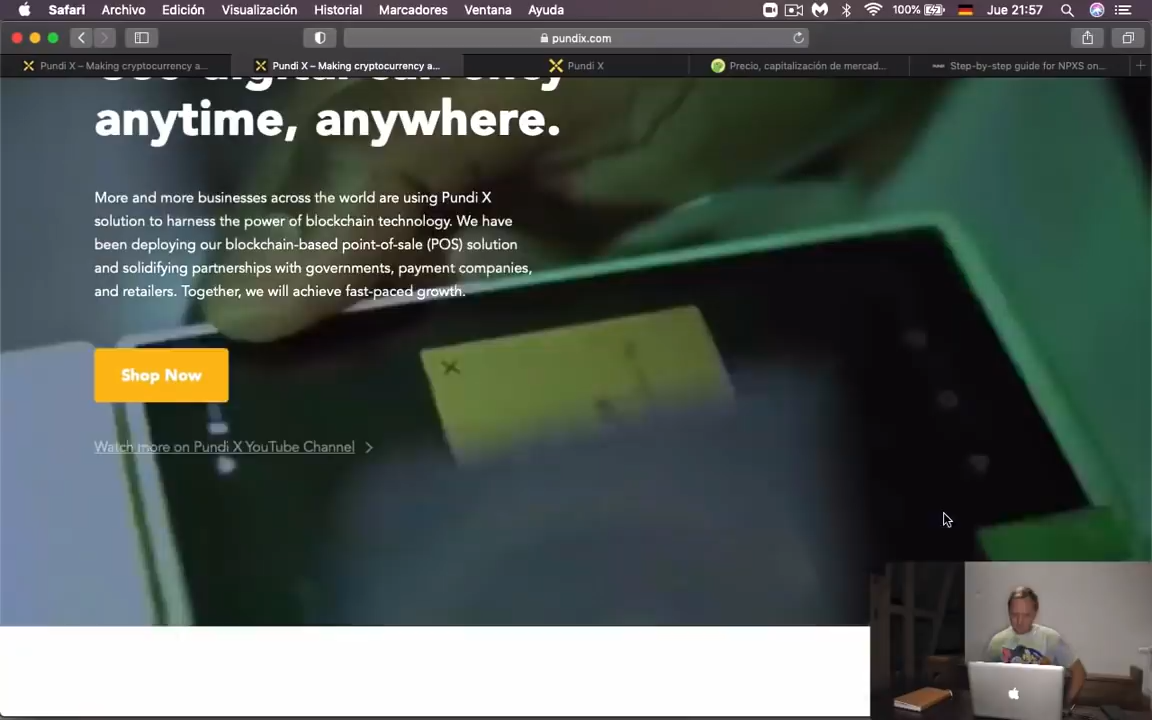 Safari Archivo Edición Visualización Historial Marcadores Ventana Ayuda 100% Jue 21:57
pundix.com
Pundi X – Making cryptocurrency a... Pundi X – Making cryptocurrency a... Pundi X Precio, capitalización de mercad... Step-by-step guide for NPXS on...
Use digital currency
anytime, anywhere.
More and more businesses across the world are using Pundi X
solution to harness the power of blockchain technology. We have
been deploying our blockchain-based point-of-sale (POS) solution
and solidifying partnerships with governments, payment companies,
and retailers. Together, we will achieve fast-paced growth.
Shop Now
Watch more on Pundi X YouTube Channel